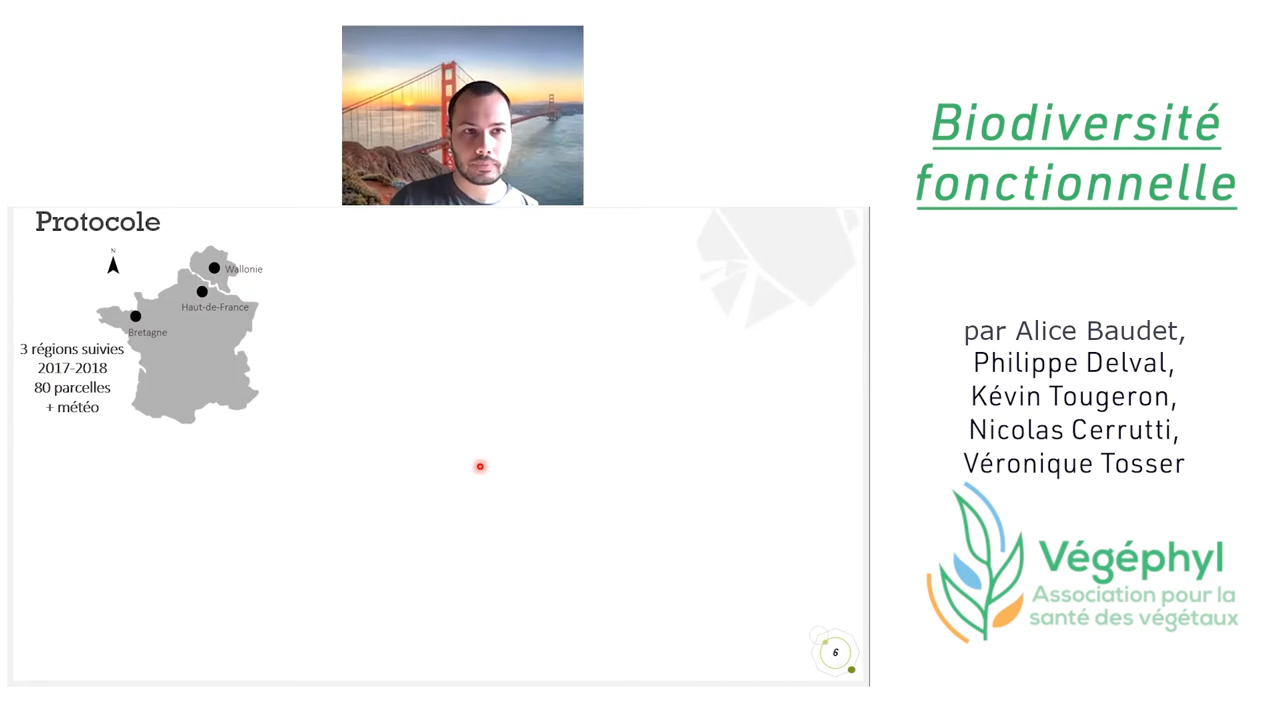 Biodiversité
fonctionnelle
Protocole
N
Wallonie
Haut-de-France
Bretagne
3 régions suivies
2017-2018
80 parcelles
+ météo
6
par Alice Baudet,
Philippe Delval,
Kévin Tougeron,
Nicolas Cerrutti,
Véronique Tosser
Végéphyl
Association pour la
santé des végétaux